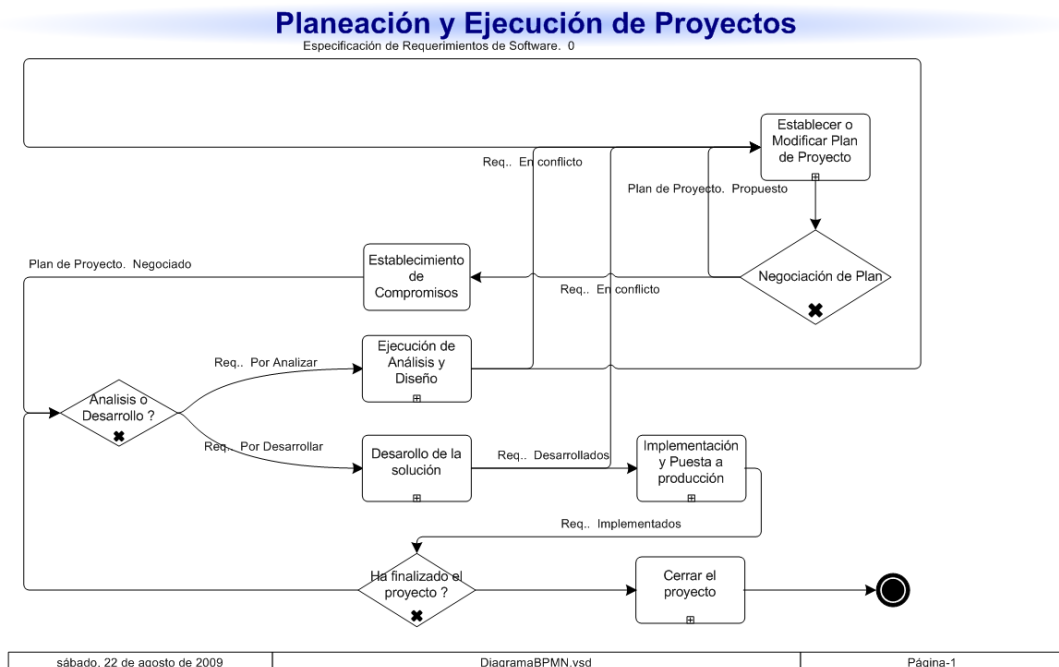 Planeación y Ejecución de Proyectos
Especificación de Requerimientos de Software. 0
Establecer o
Modificar Plan
de Proyecto
Req.. En conflicto
Plan de Proyecto. Propuesto
Negociación de Plan
Establecimiento
de
Compromisos
Plan de Proyecto. Negociado
Req.. En conflicto
Ejecución de
Análisis y
Diseño
Req.. Por Analizar
Analisis o
Desarrollo ?
Req.. Por Desarrollar
Desarollo de la
solución
Req.. Desarrollados
Implementación
y Puesta a
producción
Req.. Implementados
Ha finalizado el
proyecto ?
Cerrar el
proyecto
sábado, 22 de agosto de 2009
DiagramaBPMN.vsd
Página-1